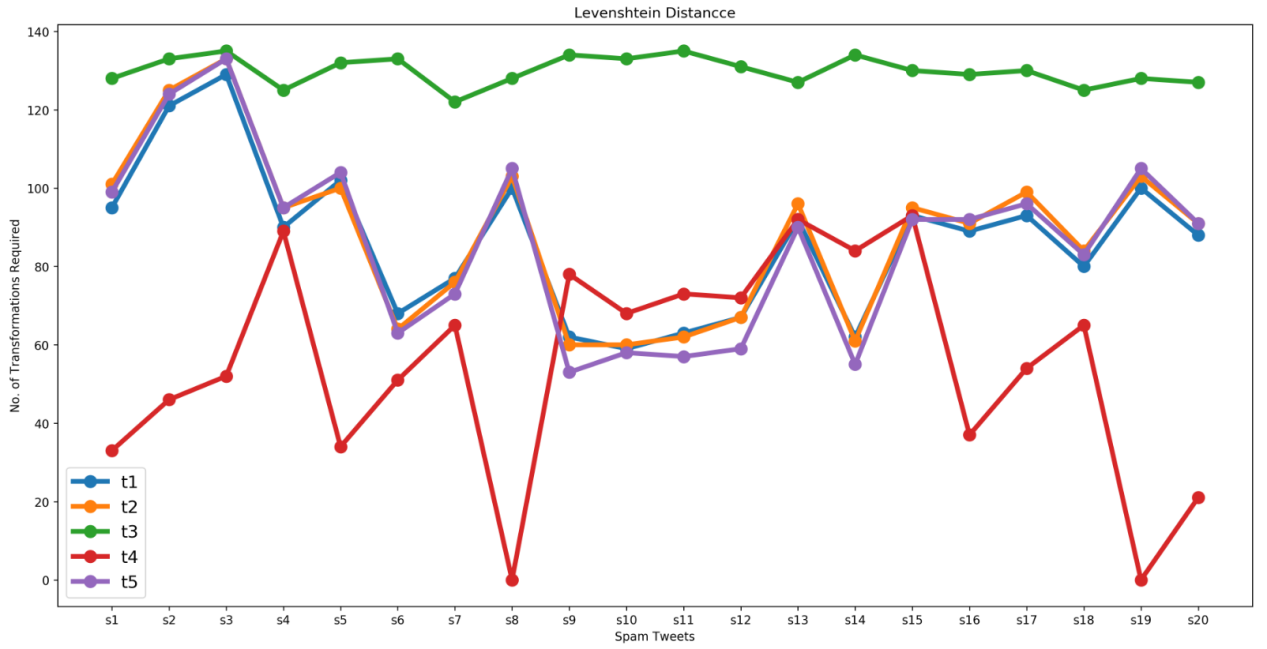 Levenshtein Distancce
No. of Transformations Required
140
120
100
80
60
40
20
0
t1
t2
t3
t4
t5
s1 s2 s3 s4 s5 s6 s7 s8 s9 s10 s11 s12 s13 s14 s15 s16 s17 s18 s19 s20
Spam Tweets